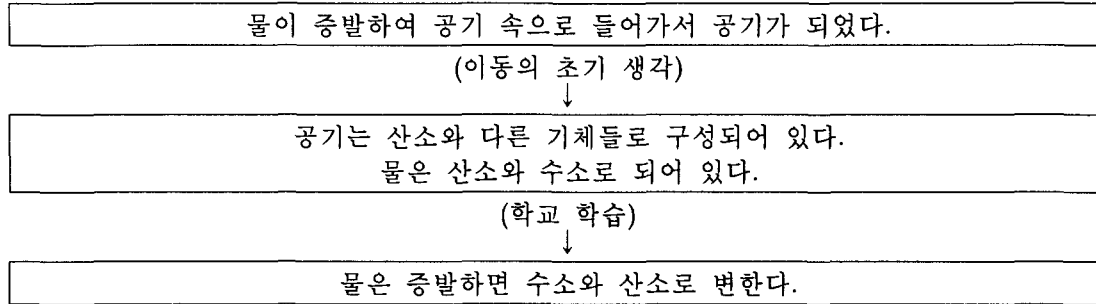 물이 증발하여 공기 속으로 들어가서 공기가 되었다.
(이동의 초기 생각)
↓
공기는 산소와 다른 기체들로 구성되어 있다.
물은 산소와 수소로 되어 있다.
(학교 학습)
↓
물은 증발하면 수소와 산소로 변한다.